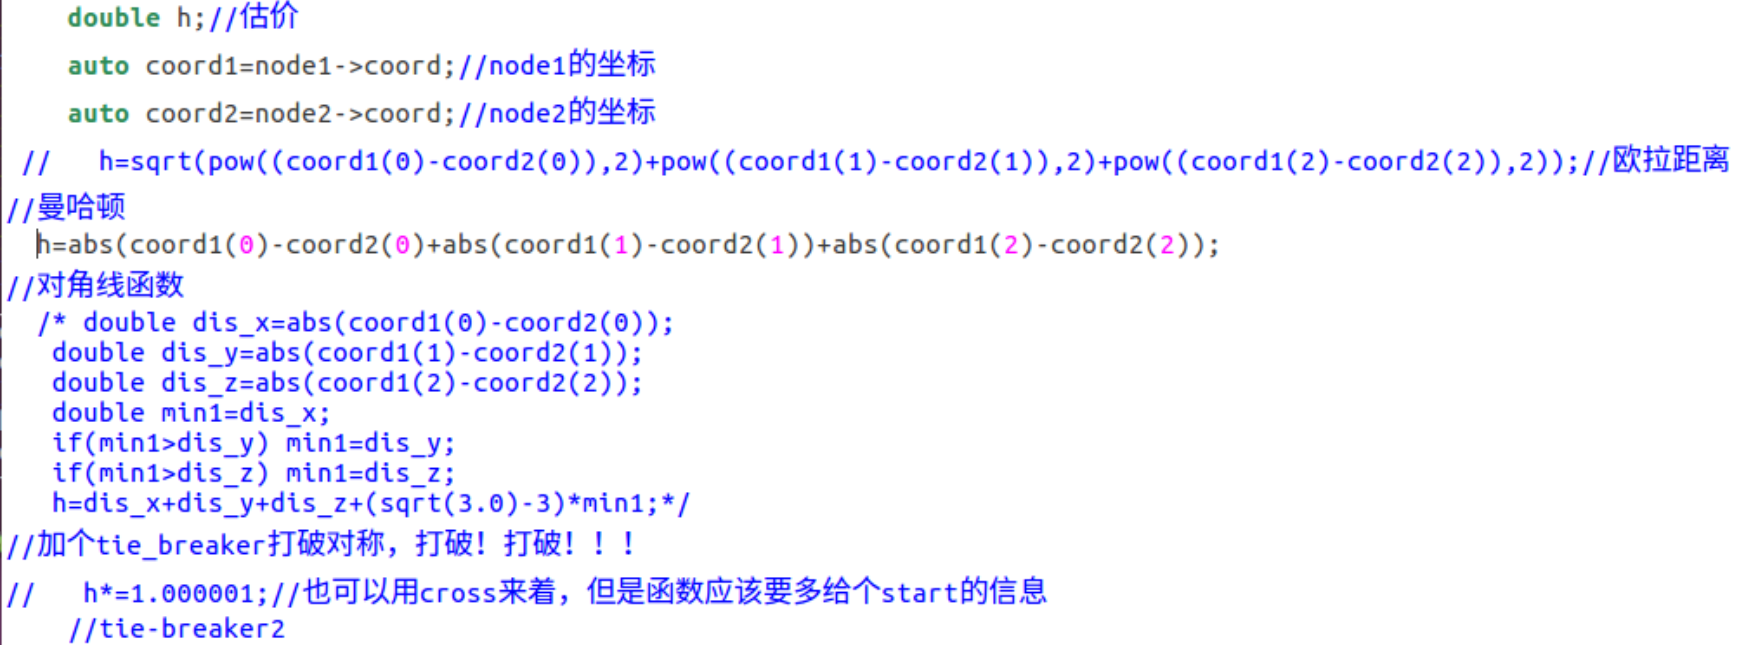 double h;//估价
auto coord1=node1->coord;//node1的坐标
auto coord2=node2->coord;//node2的坐标
//   h=sqrt(pow((coord1(0)-coord2(0)),2)+pow((coord1(1)-coord2(1)),2)+pow((coord1(2)-coord2(2)),2));//欧拉距离
//曼哈顿
h=abs(coord1(0)-coord2(0)+abs(coord1(1)-coord2(1))+abs(coord1(2)-coord2(2));
//对角线函数
/* double dis_x=abs(coord1(0)-coord2(0));
double dis_y=abs(coord1(1)-coord2(1));
double dis_z=abs(coord1(2)-coord2(2));
double min1=dis_x;
if(min1>dis_y) min1=dis_y;
if(min1>dis_z) min1=dis_z;
h=dis_x+dis_y+dis_z+(sqrt(3.0)-3)*min1;*/
//加个tie_breaker打破对称，打破！打破！！！
//   h*=1.000001;//也可以用cross来着，但是函数应该要多给个start的信息
//tie-breaker2